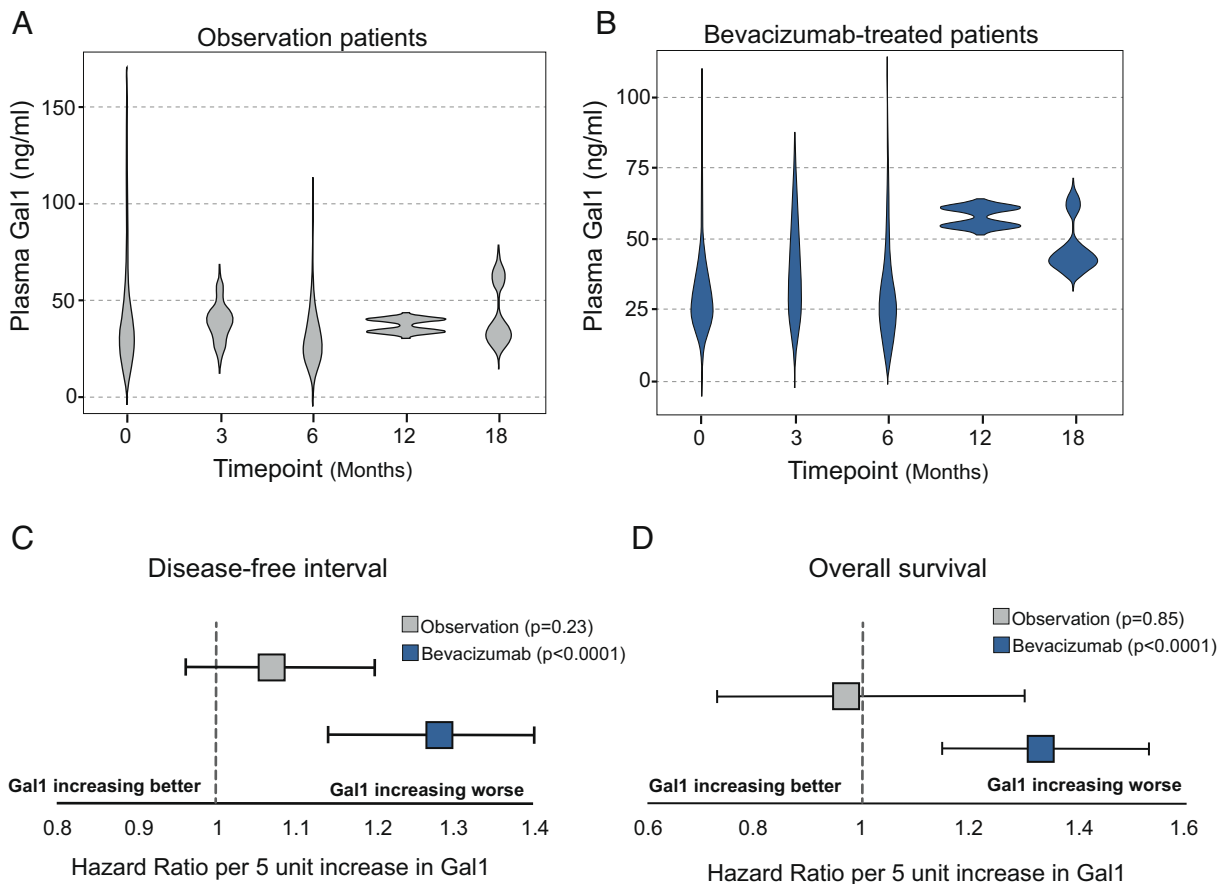 A
Observation patients
Plasma Gal1 (ng/ml)
150
100
50
0
0 3 6 12 18
Timepoint (Months)
B
Bevacizumab-treated patients
Plasma Gal1 (ng/ml)
100
75
50
25
0
0 3 6 12 18
Timepoint (Months)
C
Disease-free interval
Observation (p=0.23)
Bevacizumab (p<0.0001)
Gal1 increasing better Gal1 increasing worse
0.8 0.9 1 1.1 1.2 1.3 1.4
Hazard Ratio per 5 unit increase in Gal1
D
Overall survival
Observation (p=0.85)
Bevacizumab (p<0.0001)
Gal1 increasing better Gal1 increasing worse
0.6 0.8 1 1.2 1.4 1.6
Hazard Ratio per 5 unit increase in Gal1